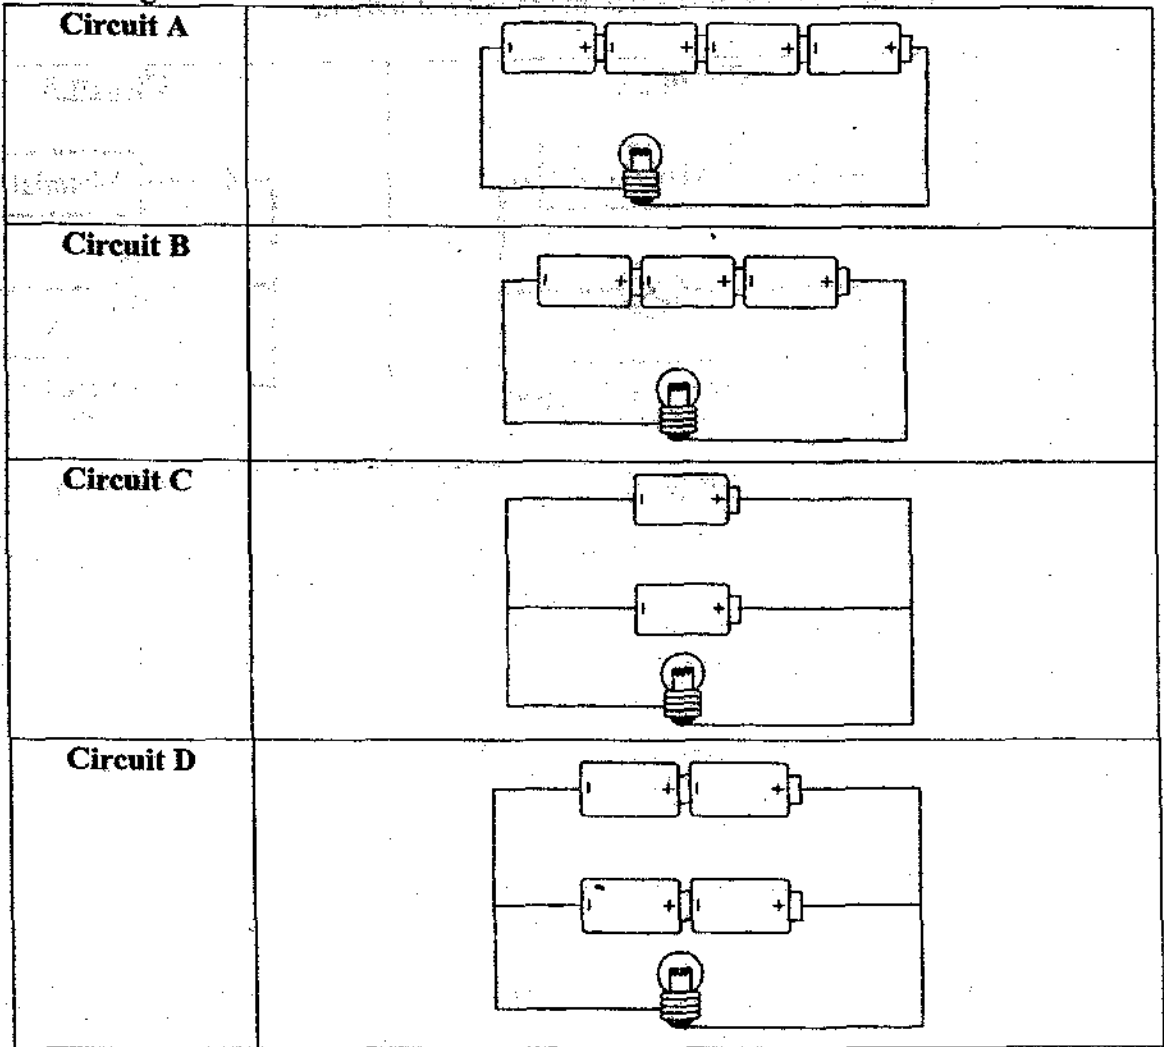 Circuit A
- + - + - + - +
Circuit B
- + - + - +
Circuit C
- +
- +
Circuit D
- + - +
- + - +